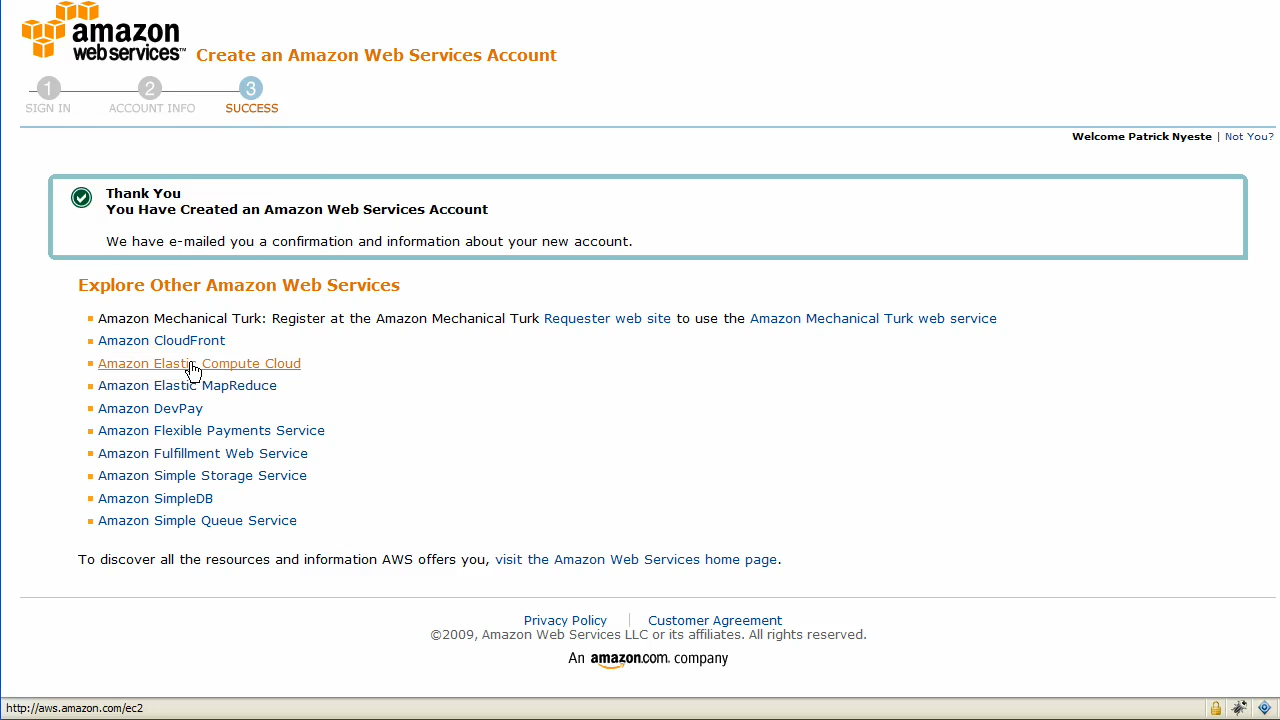 amazon
web services™ Create an Amazon Web Services Account
1 2 3
SIGN IN ACCOUNT INFO SUCCESS
Welcome Patrick Nyeste | Not You?
Thank You
You Have Created an Amazon Web Services Account
We have e-mailed you a confirmation and information about your new account.
Explore Other Amazon Web Services
Amazon Mechanical Turk: Register at the Amazon Mechanical Turk Requester web site to use the Amazon Mechanical Turk web service
Amazon CloudFront
Amazon Elastic Compute Cloud
Amazon Elastic MapReduce
Amazon DevPay
Amazon Flexible Payments Service
Amazon Fulfillment Web Service
Amazon Simple Storage Service
Amazon SimpleDB
Amazon Simple Queue Service
To discover all the resources and information AWS offers you, visit the Amazon Web Services home page.
Privacy Policy | Customer Agreement
©2009, Amazon Web Services LLC or its affiliates. All rights reserved.
An amazon.com. company
http://aws.amazon.com/ec2